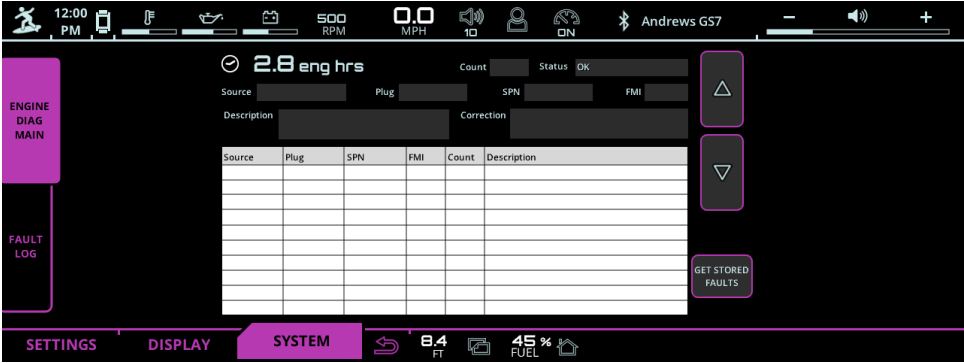 12:00
PM
500
RPM
0.0
MPH
10
ON
Andrews GS7
− +
ENGINE
DIAG
MAIN
FAULT
LOG
2.8 eng hrs
Count Status OK
Source Plug SPN FMI
Description Correction
Source Plug SPN FMI Count Description
GET STORED
FAULTS
SETTINGS DISPLAY SYSTEM
8.4
FT
45 %
FUEL